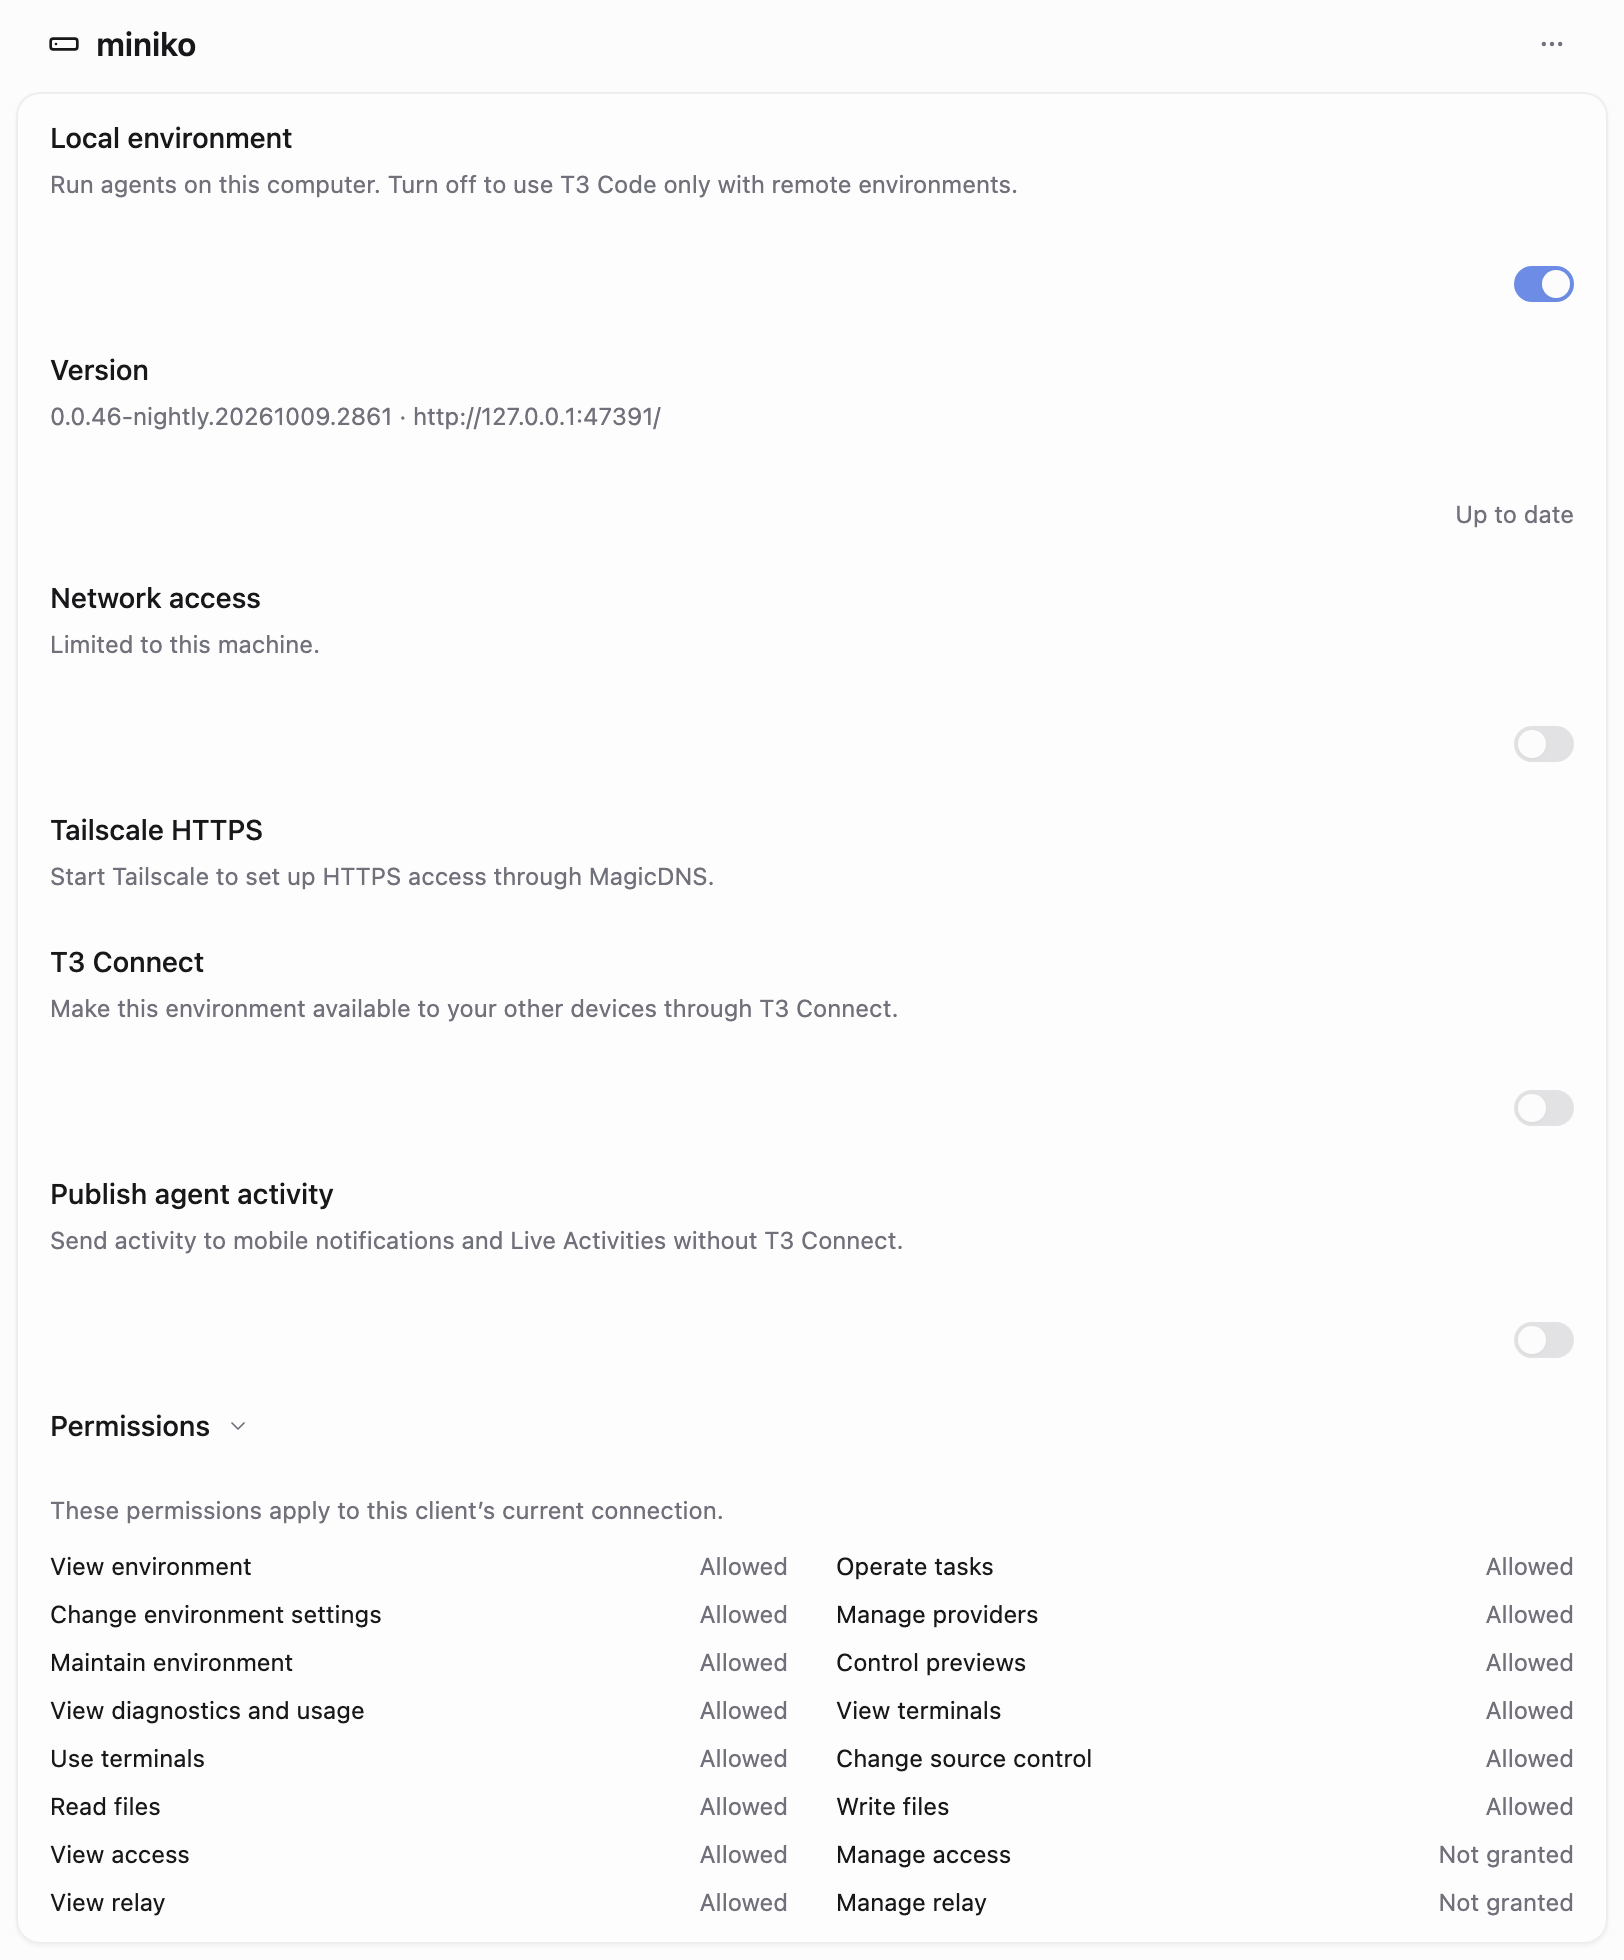 miniko
Local environment
Run agents on this computer. Turn off to use T3 Code only with remote environments.
Version
0.0.46-nightly.20261009.2861 · http://127.0.0.1:47391/
Up to date
Network access
Limited to this machine.
Tailscale HTTPS
Start Tailscale to set up HTTPS access through MagicDNS.
T3 Connect
Make this environment available to your other devices through T3 Connect.
Publish agent activity
Send activity to mobile notifications and Live Activities without T3 Connect.
Permissions
These permissions apply to this client’s current connection.
View environment Allowed Operate tasks Allowed
Change environment settings Allowed Manage providers Allowed
Maintain environment Allowed Control previews Allowed
View diagnostics and usage Allowed View terminals Allowed
Use terminals Allowed Change source control Allowed
Read files Allowed Write files Allowed
View access Allowed Manage access Not granted
View relay Allowed Manage relay Not granted